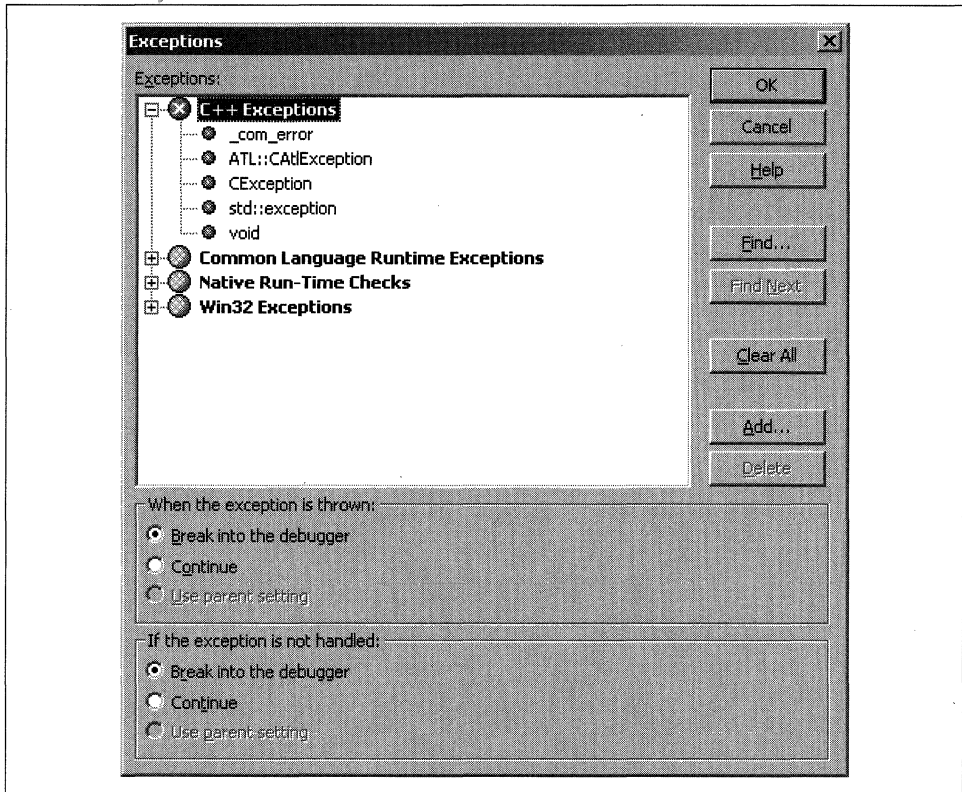 Exceptions
Exceptions:
C++ Exceptions
_com_error
ATL::CAtlException
CException
std::exception
void
Common Language Runtime Exceptions
Native Run-Time Checks
Win32 Exceptions
OK
Cancel
Help
Find...
Find Next
Clear All
Add...
Delete
When the exception is thrown:
Break into the debugger
Continue
Use parent setting
If the exception is not handled:
Break into the debugger
Continue
Use parent setting